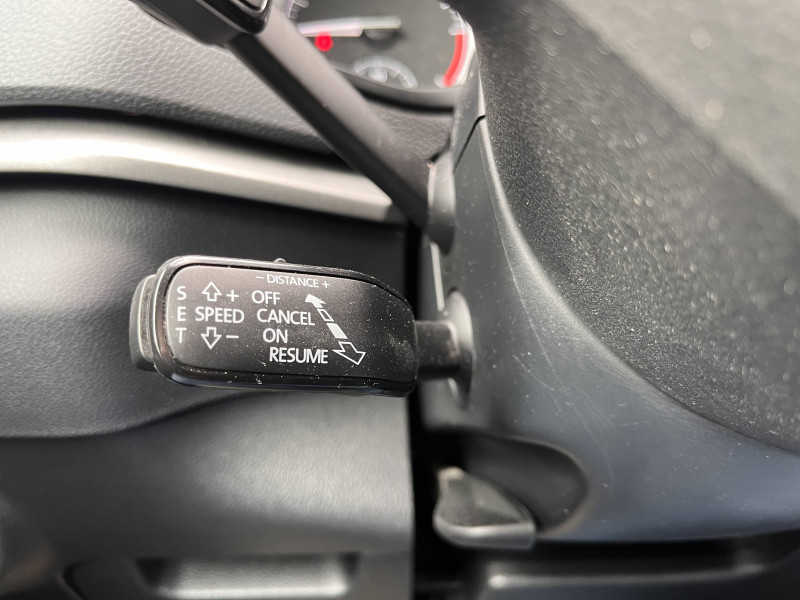 - DISTANCE +
S + OFF
E SPEED CANCEL
T - ON
RESUME